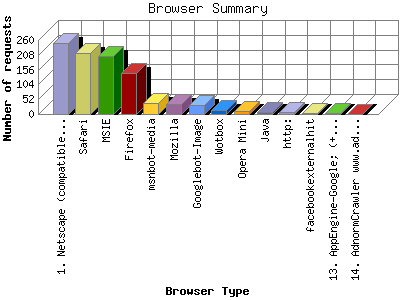 Browser Summary
Number of requests
260
208
156
104
52
0
1. Netscape (compatible...
Safari
MSIE
Firefox
msnbot-media
Mozilla
Googlebot-Image
Wotbox
Opera Mini
Java
http:
facebookexternalhit
13. AppEngine-Google; (+...
14. AdnormCrawler www.ad...
Browser Type